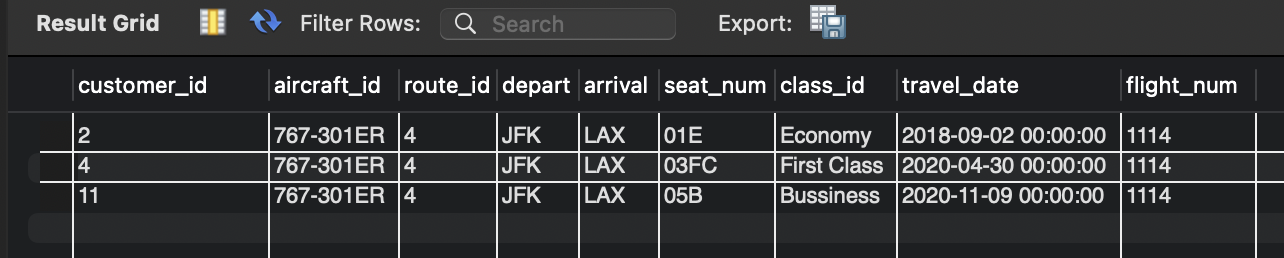 Result Grid Filter Rows: Search Export:
customer_id aircraft_id route_id depart arrival seat_num class_id travel_date flight_num
2 767-301ER 4 JFK LAX 01E Economy 2018-09-02 00:00:00 1114
4 767-301ER 4 JFK LAX 03FC First Class 2020-04-30 00:00:00 1114
11 767-301ER 4 JFK LAX 05B Bussiness 2020-11-09 00:00:00 1114